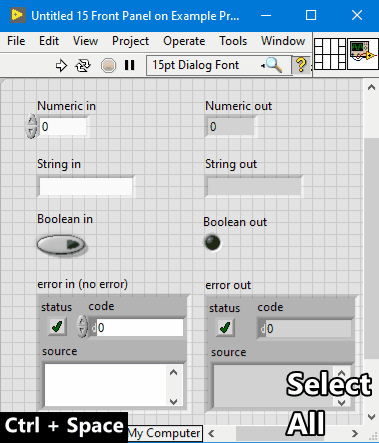 Untitled 15 Front Panel on Example Pr...
File Edit View Project Operate Tools Window
15pt Dialog Font
?
Numeric in Numeric out
0 0
String in String out
Boolean in Boolean out
error in (no error) error out
status code status code
d0 d0
source source
Select
All
Ctrl + Space My Computer